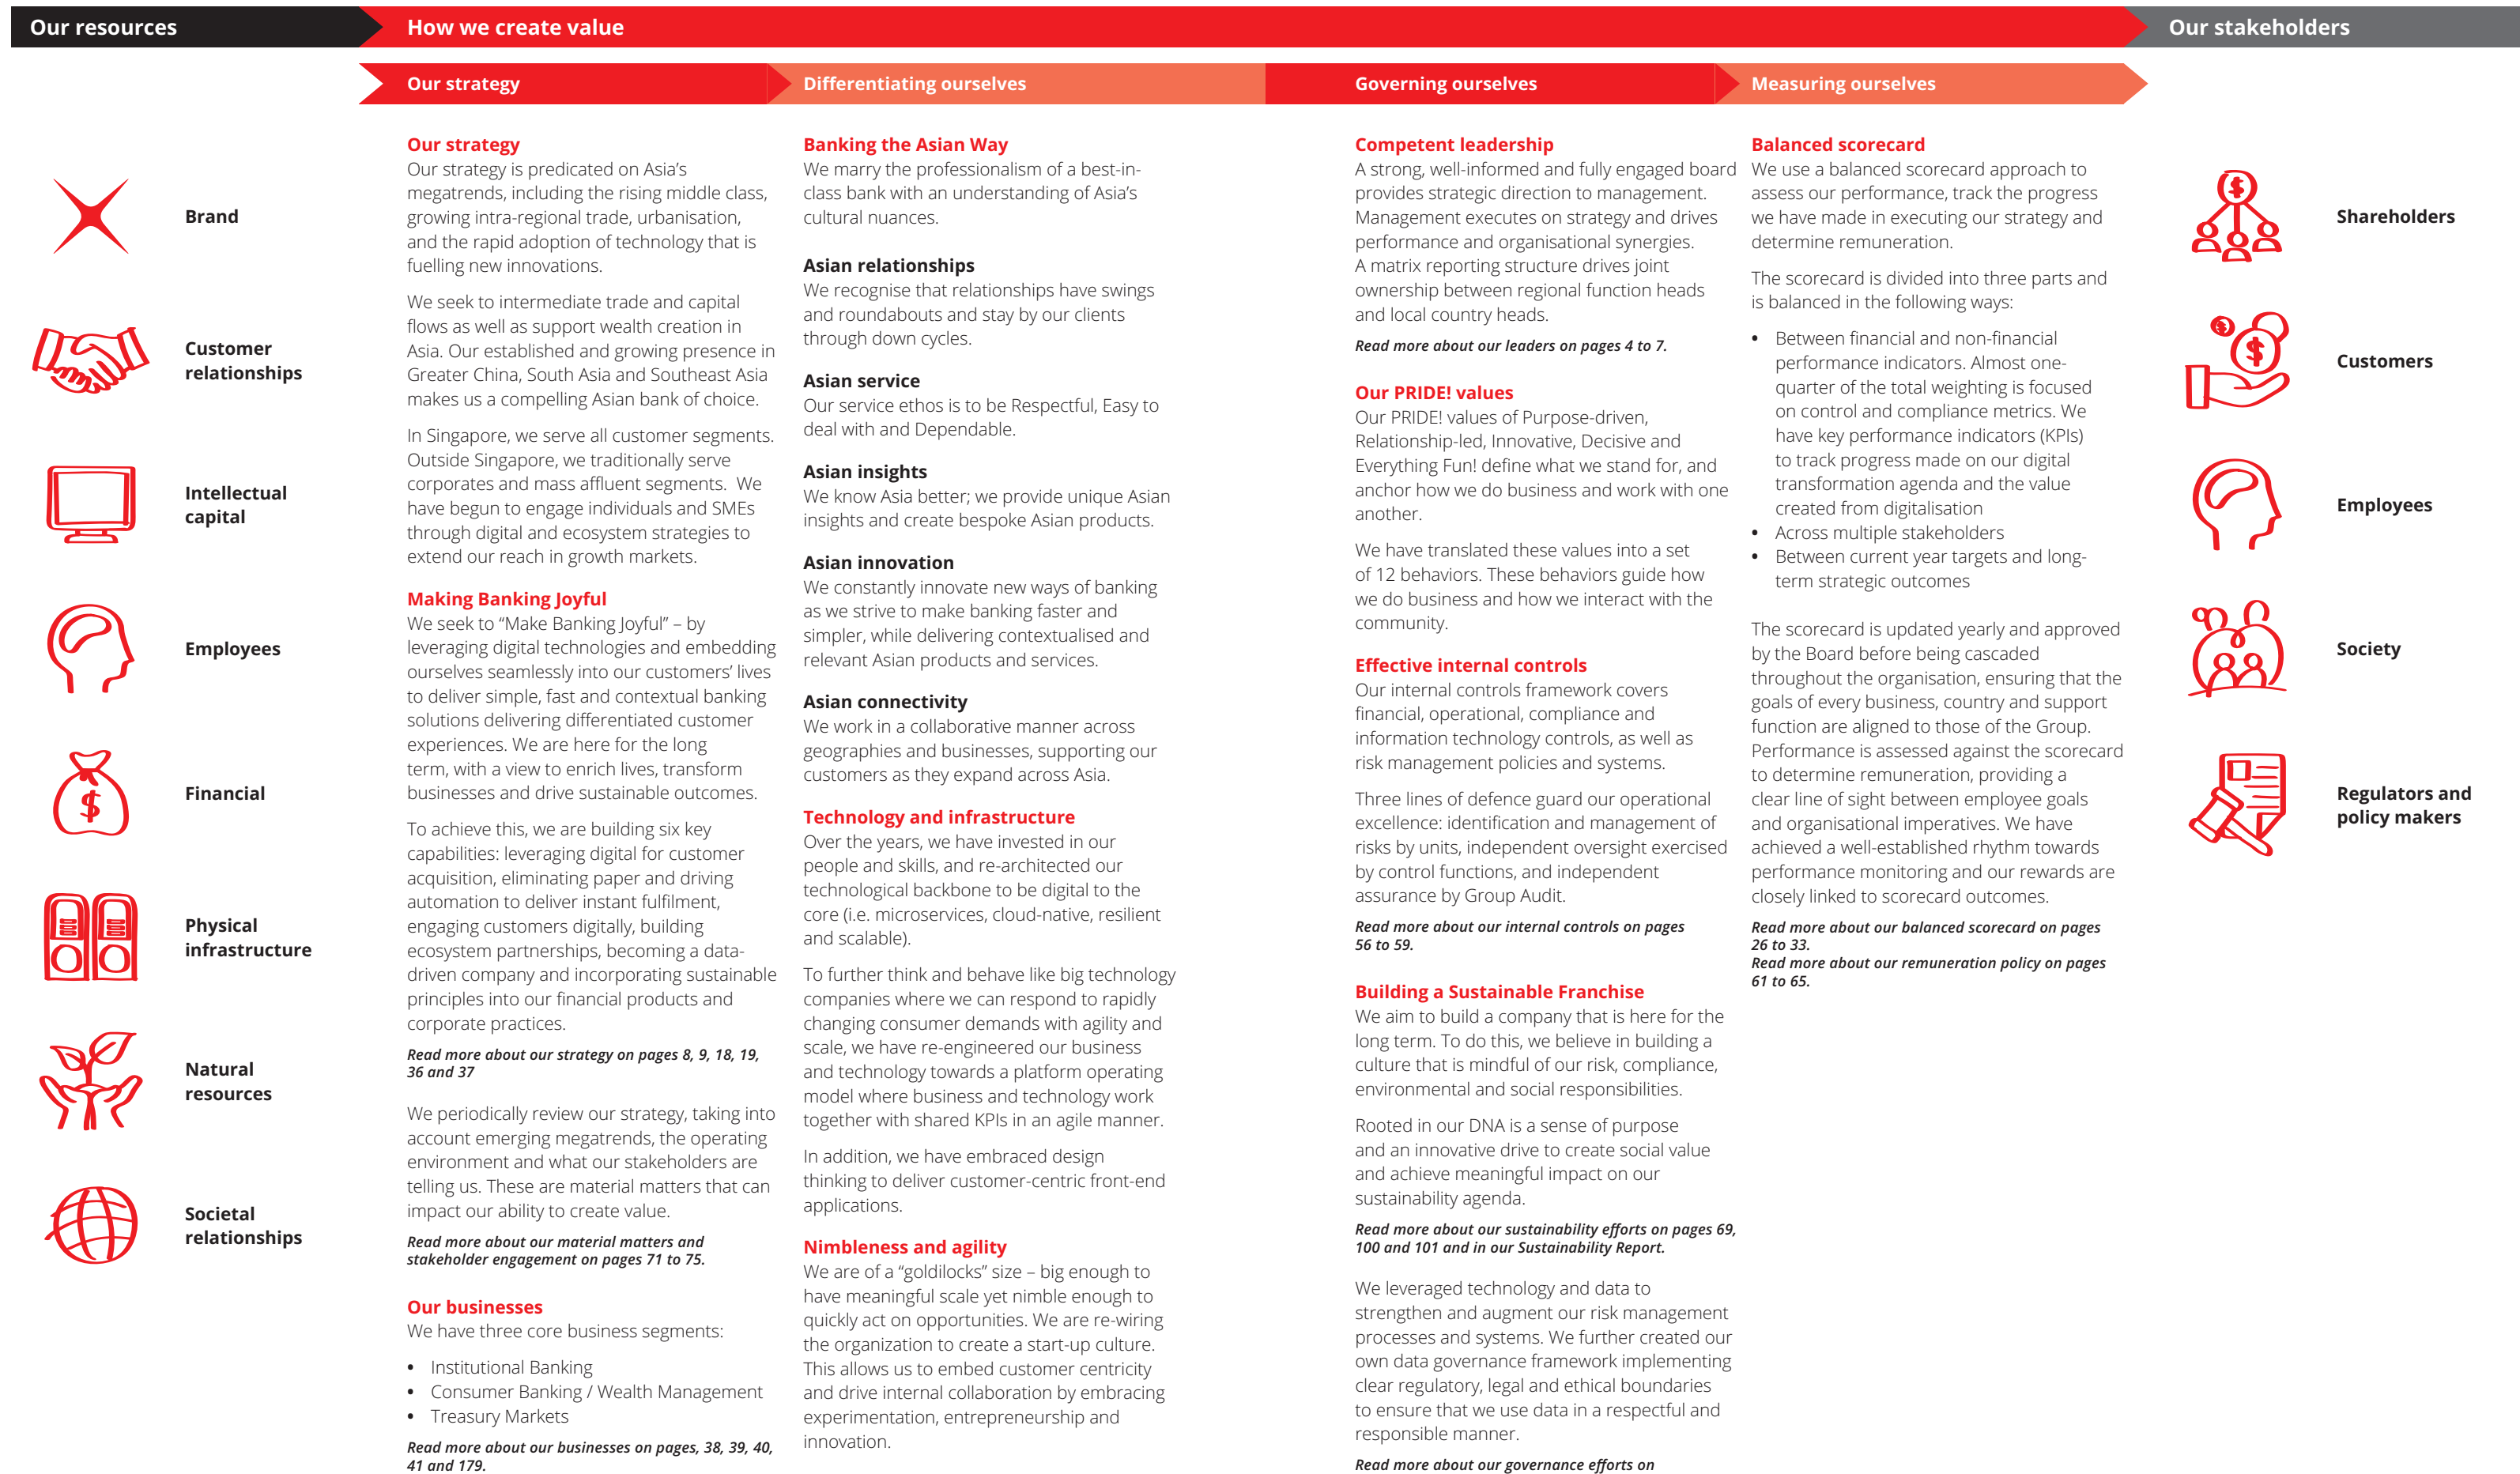 Our resources
How we create value
Our stakeholders
Our strategy
Differentiating ourselves
Governing ourselves
Measuring ourselves
Brand
Customer
relationships
Intellectual
capital
Employees
Financial
Physical
infrastructure
Natural
resources
Societal
relationships
Our strategy
Our strategy is predicated on Asia’s
megatrends, including the rising middle class,
growing intra-regional trade, urbanisation,
and the rapid adoption of technology that is
fuelling new innovations.
We seek to intermediate trade and capital
flows as well as support wealth creation in
Asia. Our established and growing presence in
Greater China, South Asia and Southeast Asia
makes us a compelling Asian bank of choice.
In Singapore, we serve all customer segments.
Outside Singapore, we traditionally serve
corporates and mass affluent segments.  We
have begun to engage individuals and SMEs
through digital and ecosystem strategies to
extend our reach in growth markets.
Making Banking Joyful
We seek to “Make Banking Joyful” – by
leveraging digital technologies and embedding
ourselves seamlessly into our customers’ lives
to deliver simple, fast and contextual banking
solutions delivering differentiated customer
experiences. We are here for the long
term, with a view to enrich lives, transform
businesses and drive sustainable outcomes.
To achieve this, we are building six key
capabilities: leveraging digital for customer
acquisition, eliminating paper and driving
automation to deliver instant fulfilment,
engaging customers digitally, building
ecosystem partnerships, becoming a data-
driven company and incorporating sustainable
principles into our financial products and
corporate practices.
Read more about our strategy on pages 8, 9, 18, 19,
36 and 37
We periodically review our strategy, taking into
account emerging megatrends, the operating
environment and what our stakeholders are
telling us. These are material matters that can
impact our ability to create value.
Read more about our material matters and
stakeholder engagement on pages 71 to 75.
Our businesses
We have three core business segments:
• Institutional Banking
• Consumer Banking / Wealth Management
• Treasury Markets
Read more about our businesses on pages, 38, 39, 40,
41 and 179.
Banking the Asian Way
We marry the professionalism of a best-in-
class bank with an understanding of Asia’s
cultural nuances.
Asian relationships
We recognise that relationships have swings
and roundabouts and stay by our clients
through down cycles.
Asian service
Our service ethos is to be Respectful, Easy to
deal with and Dependable.
Asian insights
We know Asia better; we provide unique Asian
insights and create bespoke Asian products.
Asian innovation
We constantly innovate new ways of banking
as we strive to make banking faster and
simpler, while delivering contextualised and
relevant Asian products and services.
Asian connectivity
We work in a collaborative manner across
geographies and businesses, supporting our
customers as they expand across Asia.
Technology and infrastructure
Over the years, we have invested in our
people and skills, and re-architected our
technological backbone to be digital to the
core (i.e. microservices, cloud-native, resilient
and scalable).
To further think and behave like big technology
companies where we can respond to rapidly
changing consumer demands with agility and
scale, we have re-engineered our business
and technology towards a platform operating
model where business and technology work
together with shared KPIs in an agile manner.
In addition, we have embraced design
thinking to deliver customer-centric front-end
applications.
Nimbleness and agility
We are of a “goldilocks” size – big enough to
have meaningful scale yet nimble enough to
quickly act on opportunities. We are re-wiring
the organization to create a start-up culture.
This allows us to embed customer centricity
and drive internal collaboration by embracing
experimentation, entrepreneurship and
innovation.
Competent leadership
A strong, well-informed and fully engaged board
provides strategic direction to management.
Management executes on strategy and drives
performance and organisational synergies.
A matrix reporting structure drives joint
ownership between regional function heads
and local country heads.
Read more about our leaders on pages 4 to 7.
Our PRIDE! values
Our PRIDE! values of Purpose-driven,
Relationship-led, Innovative, Decisive and
Everything Fun! define what we stand for, and
anchor how we do business and work with one
another.
We have translated these values into a set
of 12 behaviors. These behaviors guide how
we do business and how we interact with the
community.
Effective internal controls
Our internal controls framework covers
financial, operational, compliance and
information technology controls, as well as
risk management policies and systems.
Three lines of defence guard our operational
excellence: identification and management of
risks by units, independent oversight exercised
by control functions, and independent
assurance by Group Audit.
Read more about our internal controls on pages
56 to 59.
Building a Sustainable Franchise
We aim to build a company that is here for the
long term. To do this, we believe in building a
culture that is mindful of our risk, compliance,
environmental and social responsibilities.
Rooted in our DNA is a sense of purpose
and an innovative drive to create social value
and achieve meaningful impact on our
sustainability agenda.
Read more about our sustainability efforts on pages 69,
100 and 101 and in our Sustainability Report.
We leveraged technology and data to
strengthen and augment our risk management
processes and systems. We further created our
own data governance framework implementing
clear regulatory, legal and ethical boundaries
to ensure that we use data in a respectful and
responsible manner.
Read more about our governance efforts on
Balanced scorecard
We use a balanced scorecard approach to
assess our performance, track the progress
we have made in executing our strategy and
determine remuneration.
The scorecard is divided into three parts and
is balanced in the following ways:
• Between financial and non-financial
performance indicators. Almost one-
quarter of the total weighting is focused
on control and compliance metrics. We
have key performance indicators (KPIs)
to track progress made on our digital
transformation agenda and the value
created from digitalisation
• Across multiple stakeholders
• Between current year targets and long-
term strategic outcomes
The scorecard is updated yearly and approved
by the Board before being cascaded
throughout the organisation, ensuring that the
goals of every business, country and support
function are aligned to those of the Group.
Performance is assessed against the scorecard
to determine remuneration, providing a
clear line of sight between employee goals
and organisational imperatives. We have
achieved a well-established rhythm towards
performance monitoring and our rewards are
closely linked to scorecard outcomes.
Read more about our balanced scorecard on pages
26 to 33.
Read more about our remuneration policy on pages
61 to 65.
Shareholders
Customers
Employees
Society
Regulators and
policy makers